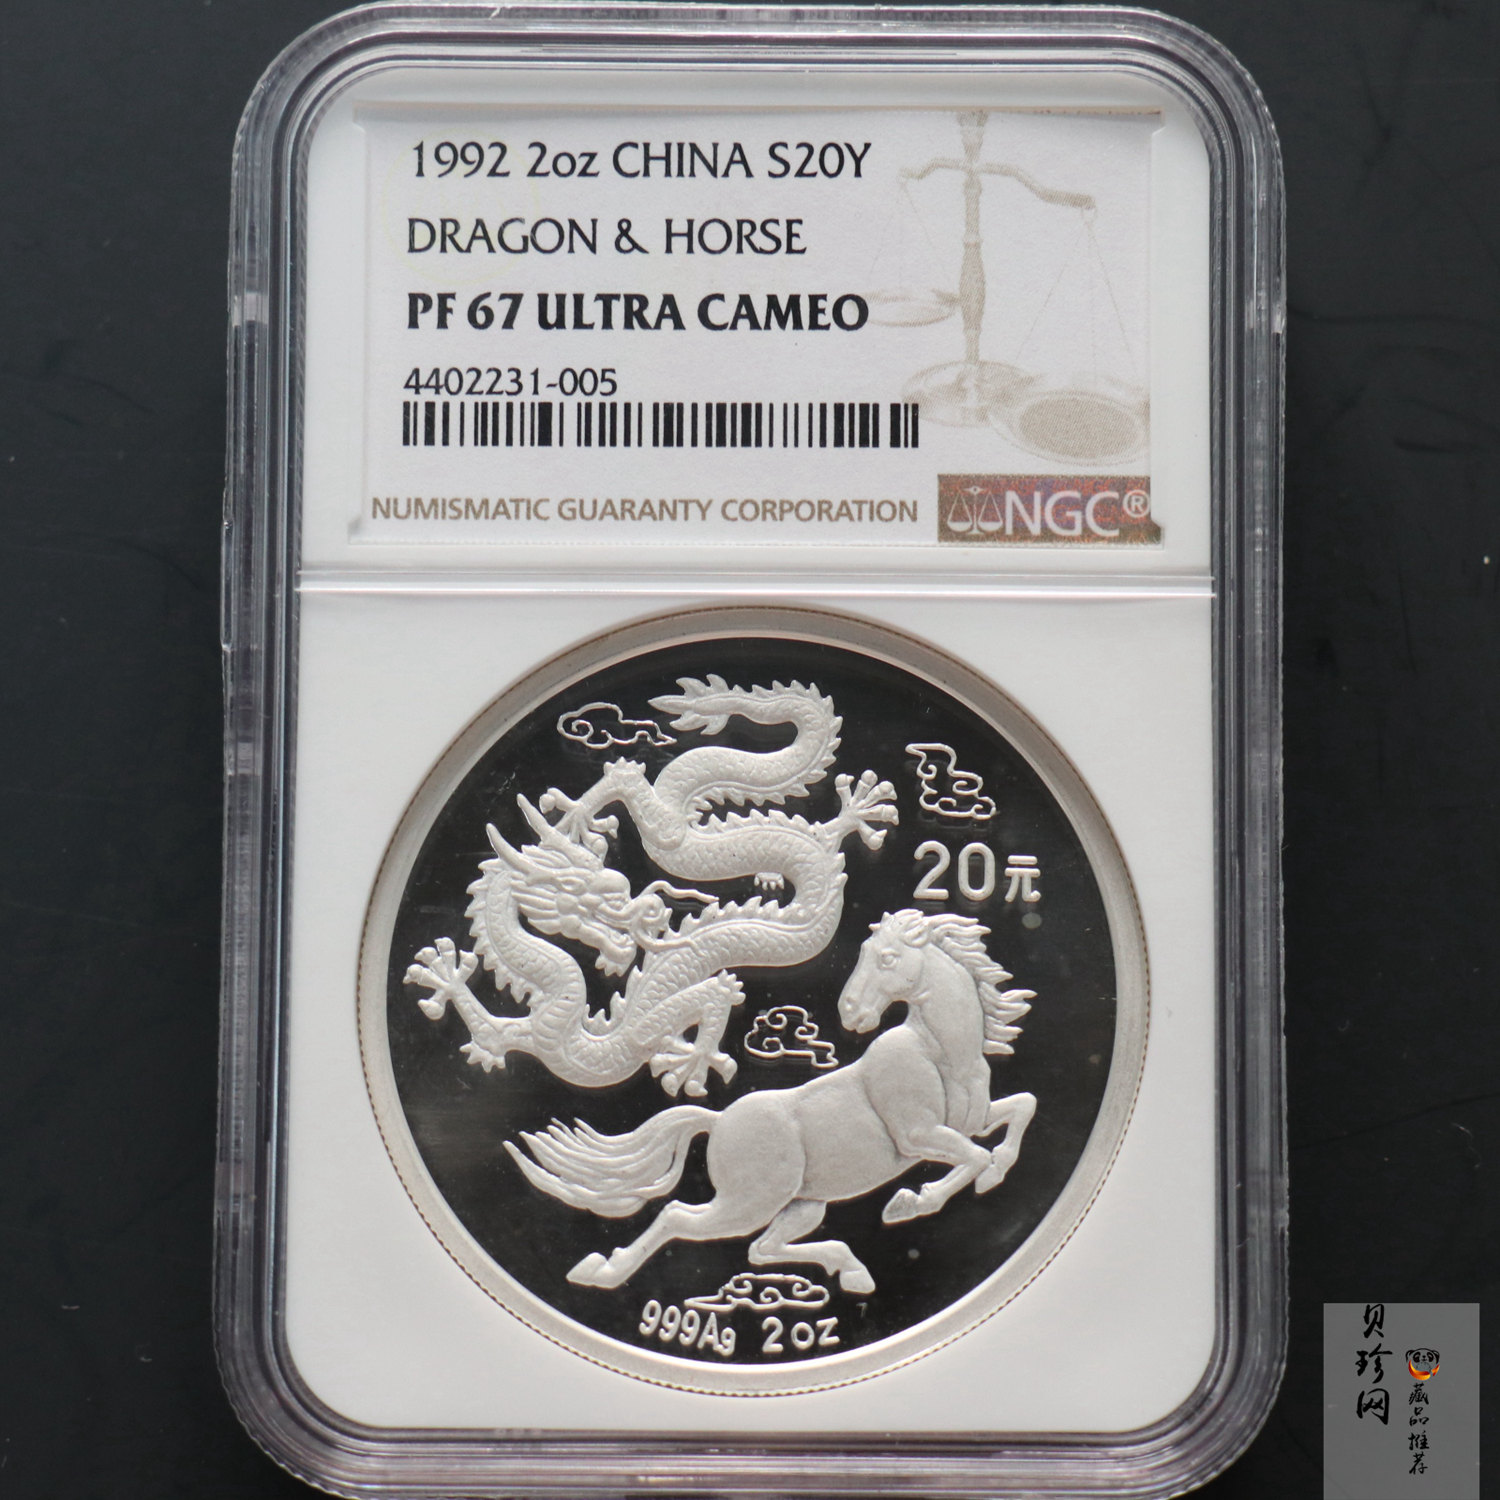 1992 2oz CHINA S20Y
DRAGON & HORSE
PF 67 ULTRA CAMEO
4402231-005
NUMISMATIC GUARANTY CORPORATION
NGC®
20元
999Ag 2oz
贝珍网
藏品推荐